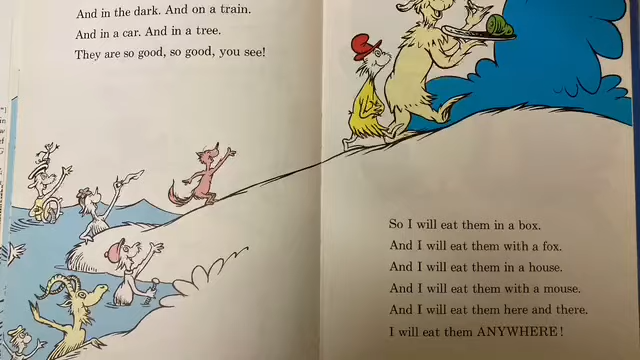 And in the dark. And on a train.
And in a car. And in a tree.
They are so good, so good, you see!
So I will eat them in a box.
And I will eat them with a fox.
And I will eat them in a house.
And I will eat them with a mouse.
And I will eat them here and there.
I will eat them ANYWHERE!